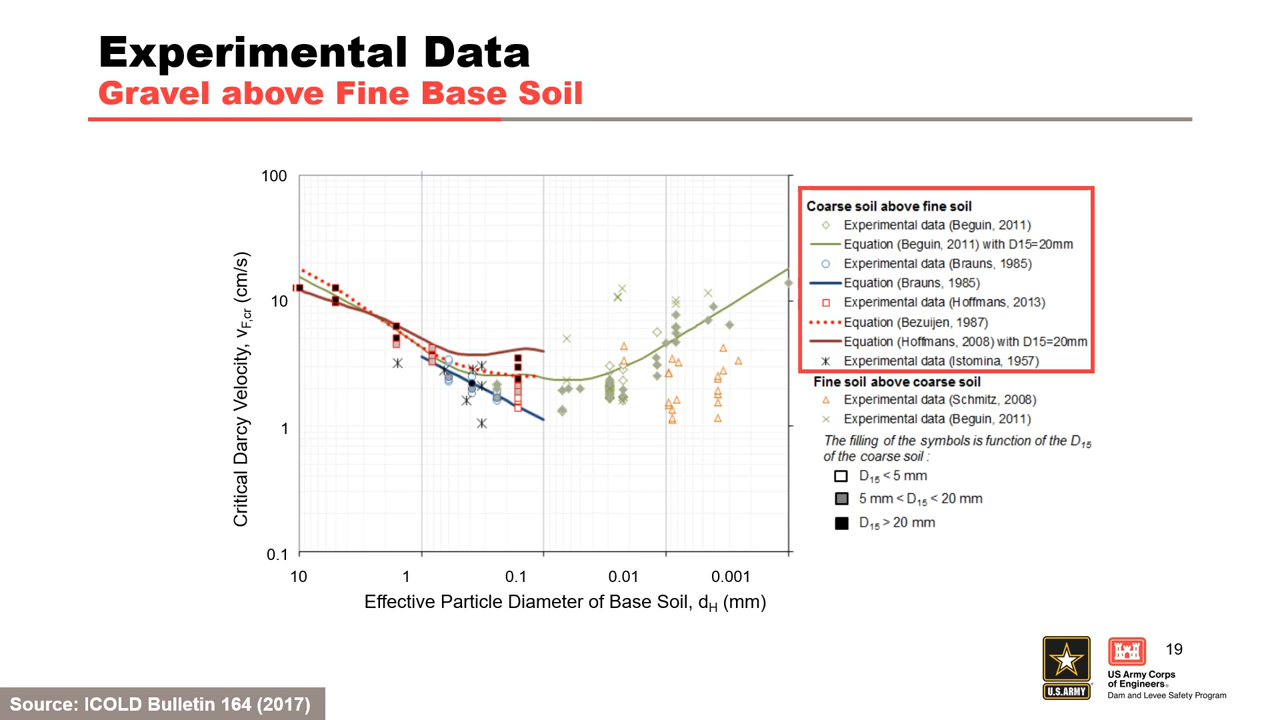 Experimental Data
Gravel above Fine Base Soil
100
10
1
0.1
Critical Darcy Velocity, vF,cr (cm/s)
10
1
0.1
0.01
0.001
Effective Particle Diameter of Base Soil, dH (mm)
Coarse soil above fine soil
Experimental data (Beguin, 2011)
Equation (Beguin, 2011) with D15=20mm
Experimental data (Brauns, 1985)
Equation (Brauns, 1985)
Experimental data (Hoffmans, 2013)
Equation (Bezuijen, 1987)
Equation (Hoffmans, 2008) with D15=20mm
Experimental data (Istomina, 1957)
Fine soil above coarse soil
Experimental data (Schmitz, 2008)
Experimental data (Beguin, 2011)
The filling of the symbols is function of the D15
of the coarse soil :
D15 < 5 mm
5 mm < D15 < 20 mm
D15 > 20 mm
U.S.ARMY
US Army Corps
of Engineers®
Dam and Levee Safety Program
19
Source: ICOLD Bulletin 164 (2017)